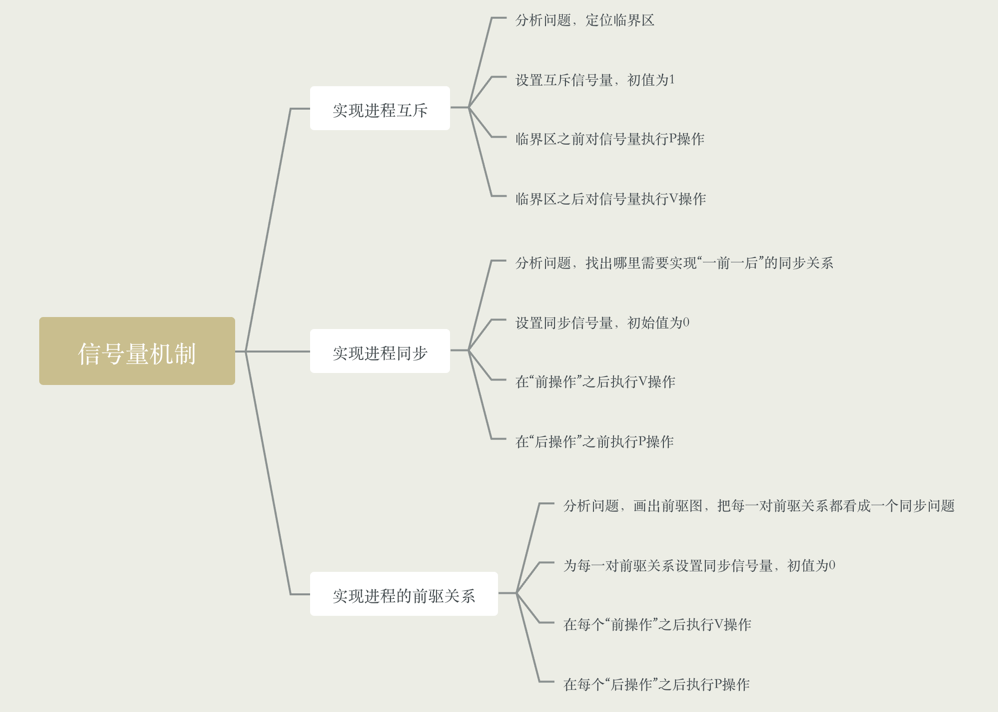 信号量机制
实现进程互斥
分析问题，定位临界区
设置互斥信号量，初值为1
临界区之前对信号量执行P操作
临界区之后对信号量执行V操作
实现进程同步
分析问题，找出哪里需要实现“一前一后”的同步关系
设置同步信号量，初始值为0
在“前操作”之后执行V操作
在“后操作”之前执行P操作
实现进程的前驱关系
分析问题，画出前驱图，把每一对前驱关系都看成一个同步问题
为每一对前驱关系设置同步信号量，初值为0
在每个“前操作”之后执行V操作
在每个“后操作”之后执行P操作